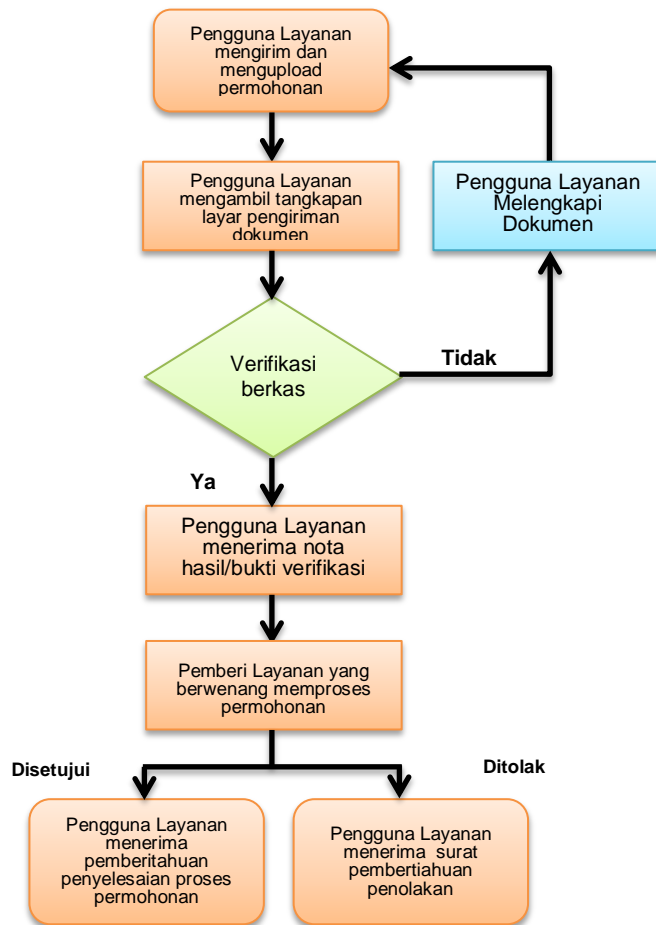 Pengguna Layanan
mengirim dan
mengupload
permohonan
Pengguna Layanan
mengambil tangkapan
layar pengiriman
dokumen
Pengguna Layanan
Melengkapi
Dokumen
Verifikasi
berkas
Tidak
Ya
Pengguna Layanan
menerima nota
hasil/bukti verifikasi
Pemberi Layanan yang
berwenang memproses
permohonan
Disetujui
Ditolak
Pengguna Layanan
menerima
pemberitahuan
penyelesaian proses
permohonan
Pengguna Layanan
menerima surat
pembertiahuan
penolakan